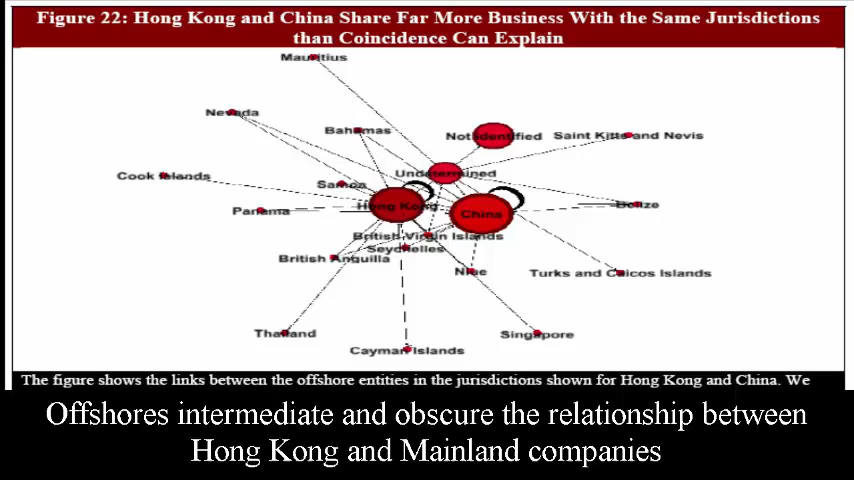 Figure 22: Hong Kong and China Share Far More Business With the Same Jurisdictions
than Coincidence Can Explain
Mauritius
Nevada
Bahamas
Not Identified
Saint Kitts and Nevis
Cook Islands
Undetermined
Samoa
Panama
Hong Kong
China
Belize
British Virgin Islands
Seychelles
British Anguilla
Niue
Turks and Caicos Islands
Thailand
Singapore
Cayman Islands
The figure shows the links between the offshore entities in the jurisdictions shown for Hong Kong and China. We
Offshores intermediate and obscure the relationship between
Hong Kong and Mainland companies